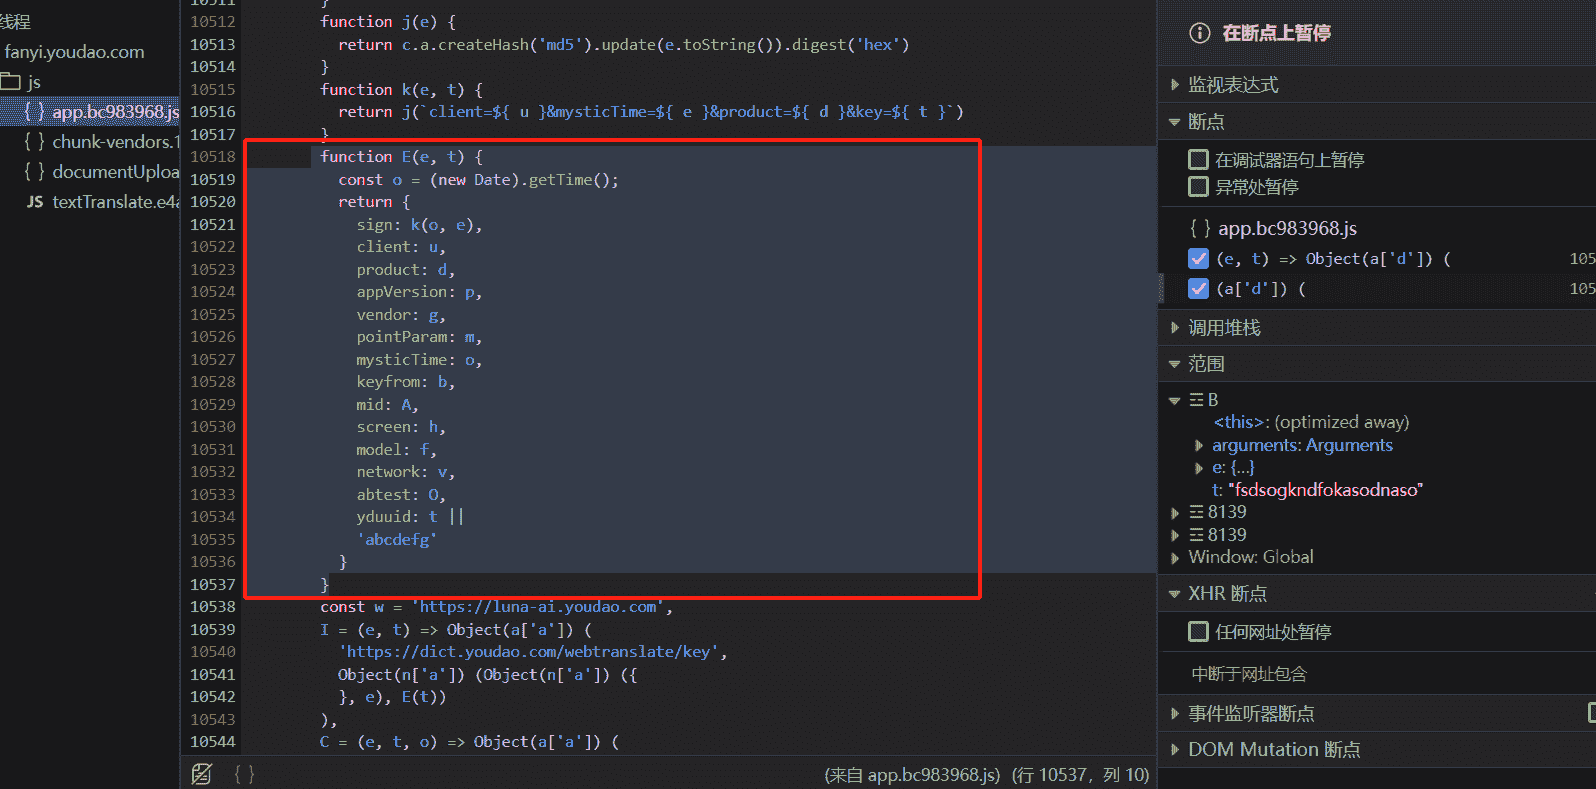 线程
fanyi.youdao.com
js
{ } app.bc983968.js
{ } chunk-vendors.1
{ } documentUploa
JS textTranslate.e4a
10511 }
10512 function j(e) {
10513 return c.a.createHash('md5').update(e.toString()).digest('hex')
10514 }
10515 function k(e, t) {
10516 return j(`client=${ u }&mysticTime=${ e }&product=${ d }&key=${ t }`)
10517 }
10518 function E(e, t) {
10519 const o = (new Date).getTime();
10520 return {
10521 sign: k(o, e),
10522 client: u,
10523 product: d,
10524 appVersion: p,
10525 vendor: g,
10526 pointParam: m,
10527 mysticTime: o,
10528 keyfrom: b,
10529 mid: A,
10530 screen: h,
10531 model: f,
10532 network: v,
10533 abtest: O,
10534 yduuid: t ||
10535 'abcdefg'
10536 }
10537 }
10538 const w = 'https://luna-ai.youdao.com',
10539 I = (e, t) => Object(a['a']) (
10540 'https://dict.youdao.com/webtranslate/key',
10541 Object(n['a']) (Object(n['a']) ({
10542 }, e), E(t))
10543 ),
10544 C = (e, t, o) => Object(a['a']) (
{ } (来自 app.bc983968.js) (行 10537，列 10)
在断点上暂停
监视表达式
断点
在调试器语句上暂停
异常处暂停
{ } app.bc983968.js
(e, t) => Object(a['d']) ( 105
(a['d']) ( 105
调用堆栈
范围
B
<this>: (optimized away)
arguments: Arguments
e: {…}
t: "fsdsogkndfokasodnaso"
8139
8139
Window: Global
XHR 断点
任何网址处暂停
中断于网址包含
事件监听器断点
DOM Mutation 断点